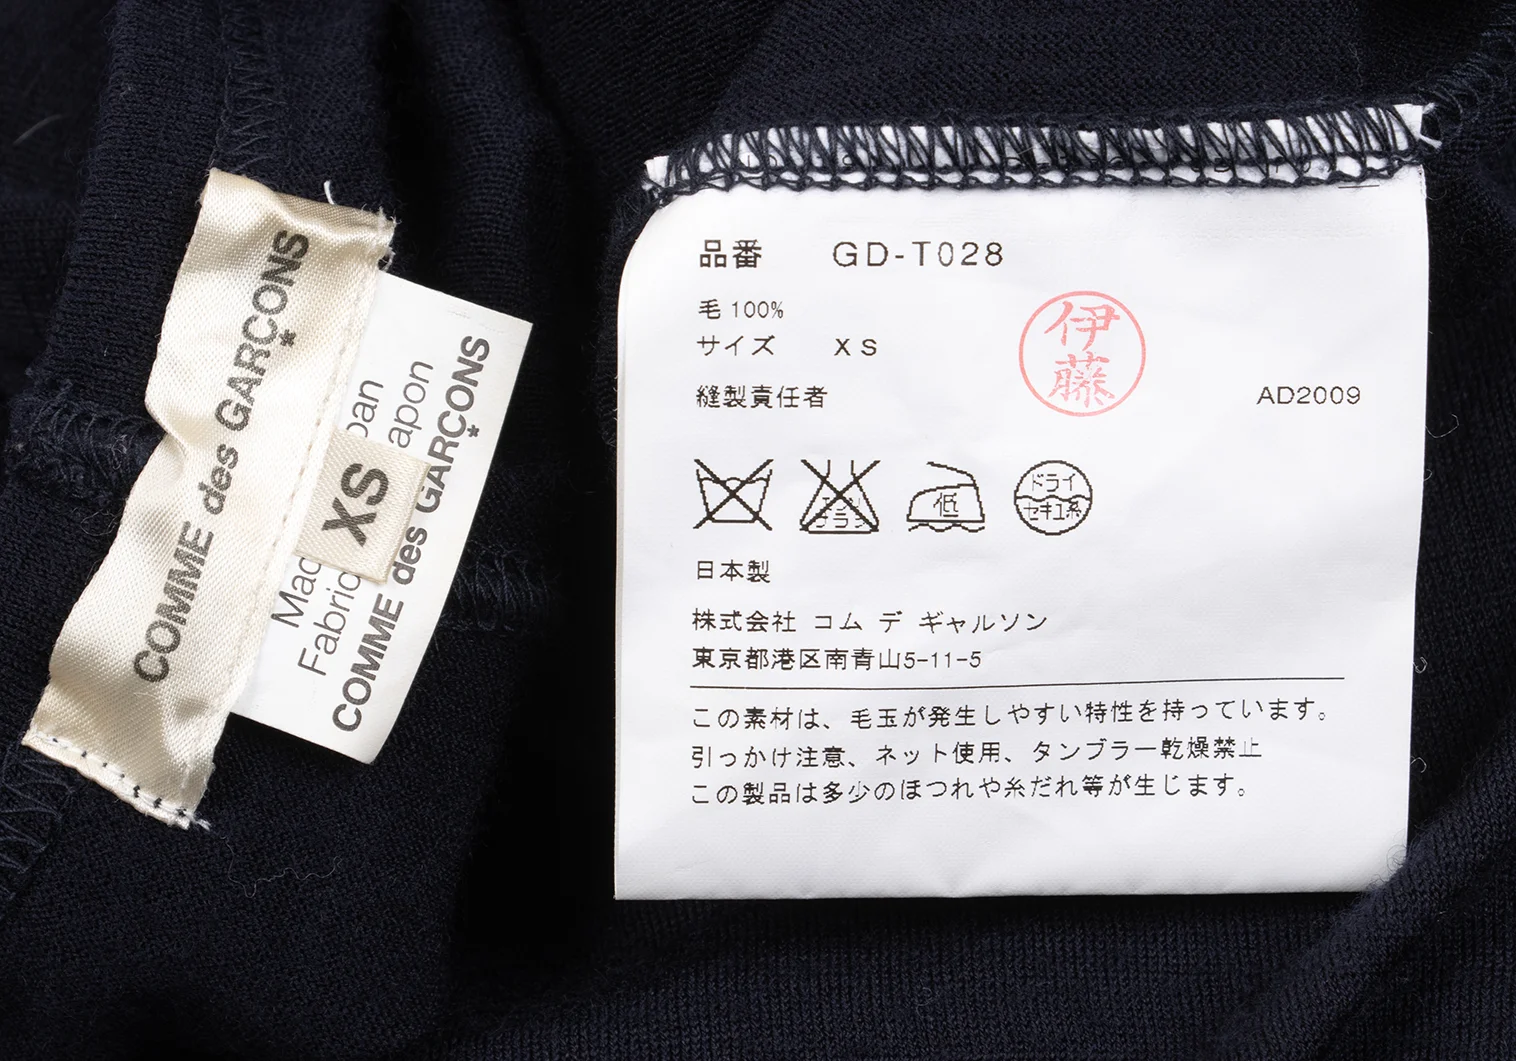 COMME des GARÇONS
XS
COMME des GARÇONS
品番 GD-T028
毛 100%
サイズ XS
縫製責任者
伊藤
AD2009
低
ドライ
セキユ系
日本製
株式会社 コム デ ギャルソン
東京都港区南青山5-11-5
この素材は、毛玉が発生しやすい特性を持っています。
引っかけ注意、ネット使用、タンブラー乾燥禁止
この製品は多少のほつれや糸だれ等が生じます。